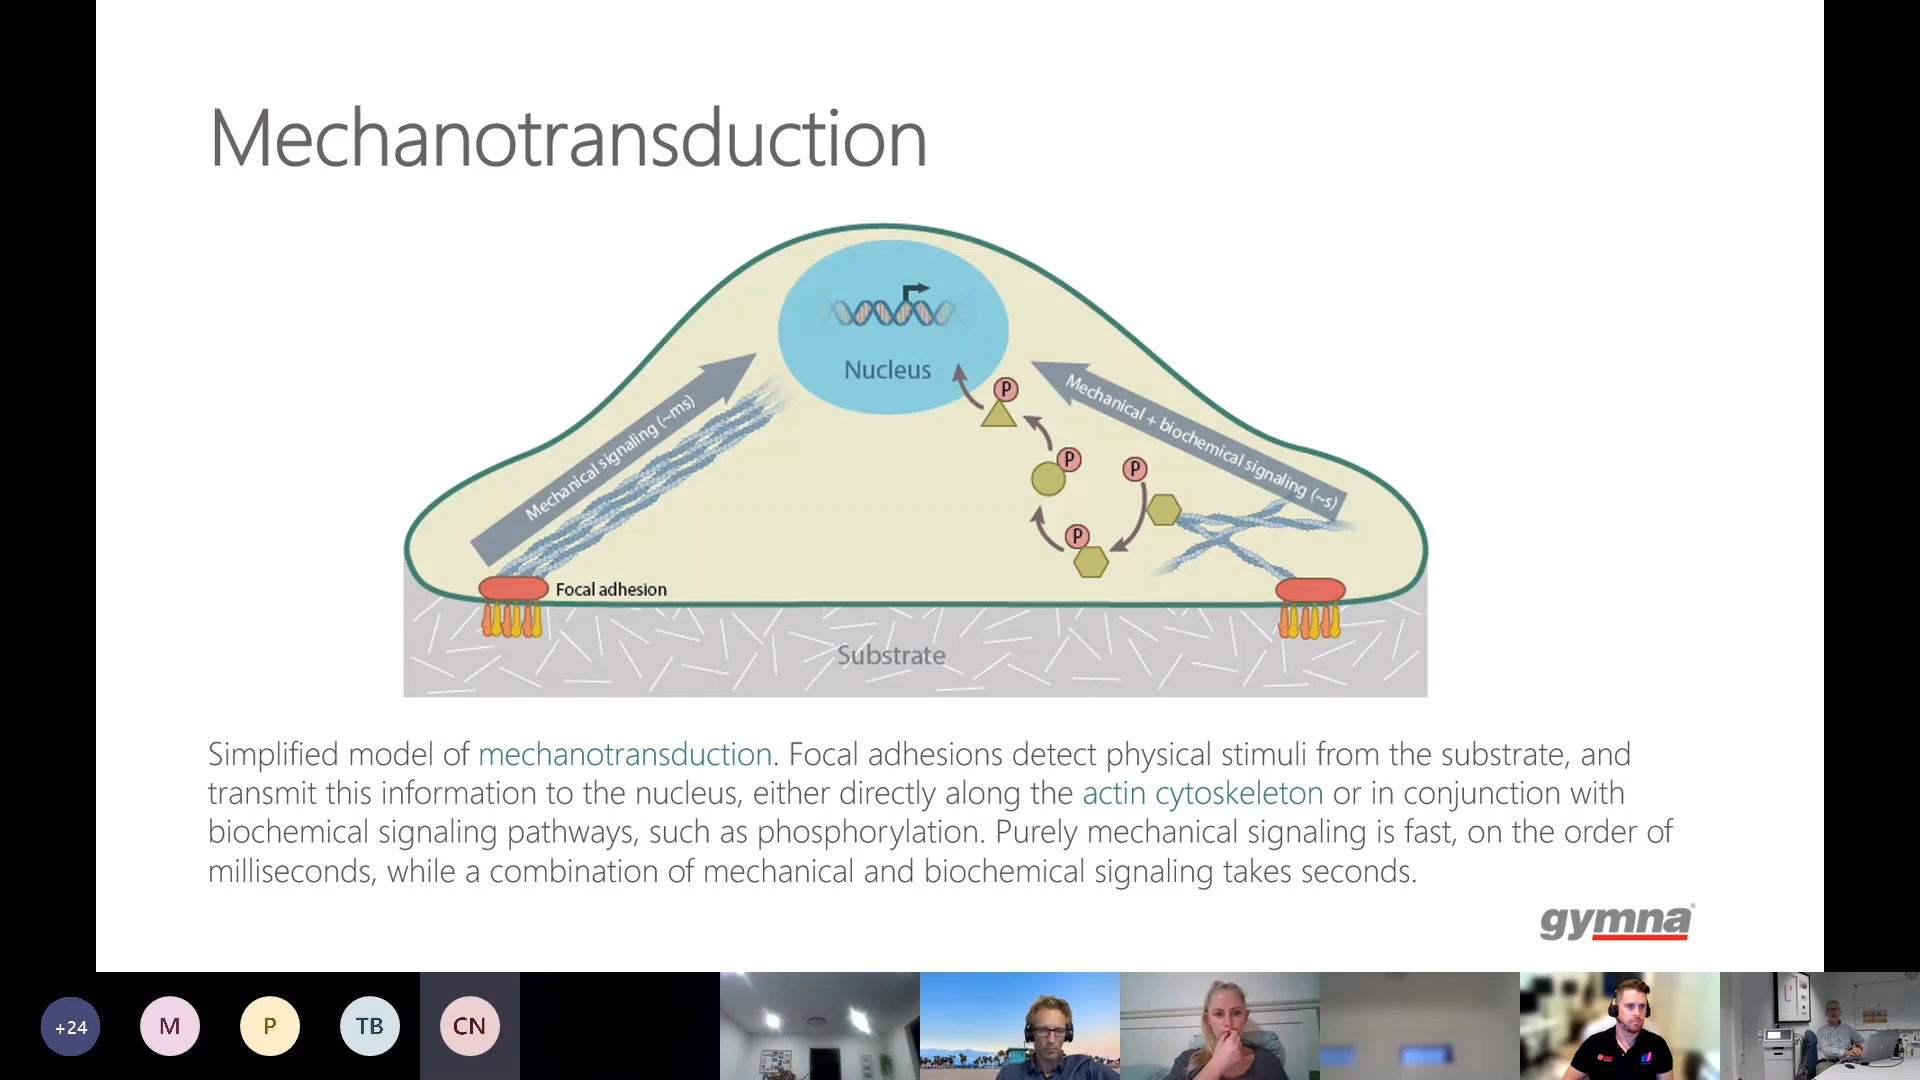 Mechanotransduction
Nucleus
P
Mechanical signaling (~ms)
Mechanical + biochemical signaling (~s)
P
P
P
Focal adhesion
Substrate
Simplified model of mechanotransduction. Focal adhesions detect physical stimuli from the substrate, and
transmit this information to the nucleus, either directly along the actin cytoskeleton or in conjunction with
biochemical signaling pathways, such as phosphorylation. Purely mechanical signaling is fast, on the order of
milliseconds, while a combination of mechanical and biochemical signaling takes seconds.
gymna
+24
M
P
TB
CN